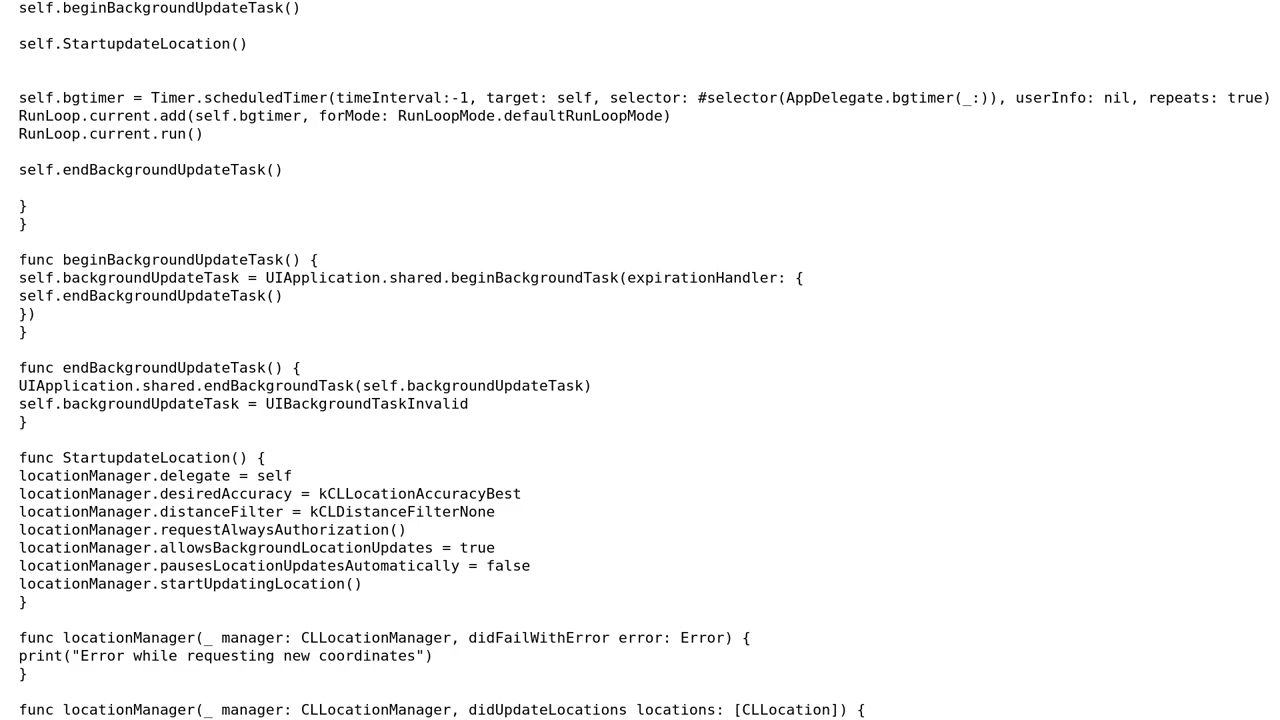 self.beginBackgroundUpdateTask()
self.StartupdateLocation()
self.bgtimer = Timer.scheduledTimer(timeInterval:-1, target: self, selector: #selector(AppDelegate.bgtimer(_:)), userInfo: nil, repeats: true)
RunLoop.current.add(self.bgtimer, forMode: RunLoopMode.defaultRunLoopMode)
RunLoop.current.run()
self.endBackgroundUpdateTask()
}
}
func beginBackgroundUpdateTask() {
self.backgroundUpdateTask = UIApplication.shared.beginBackgroundTask(expirationHandler: {
self.endBackgroundUpdateTask()
})
}
func endBackgroundUpdateTask() {
UIApplication.shared.endBackgroundTask(self.backgroundUpdateTask)
self.backgroundUpdateTask = UIBackgroundTaskInvalid
}
func StartupdateLocation() {
locationManager.delegate = self
locationManager.desiredAccuracy = kCLLocationAccuracyBest
locationManager.distanceFilter = kCLDistanceFilterNone
locationManager.requestAlwaysAuthorization()
locationManager.allowsBackgroundLocationUpdates = true
locationManager.pausesLocationUpdatesAutomatically = false
locationManager.startUpdatingLocation()
}
func locationManager(_ manager: CLLocationManager, didFailWithError error: Error) {
print("Error while requesting new coordinates")
}
func locationManager(_ manager: CLLocationManager, didUpdateLocations locations: [CLLocation]) {